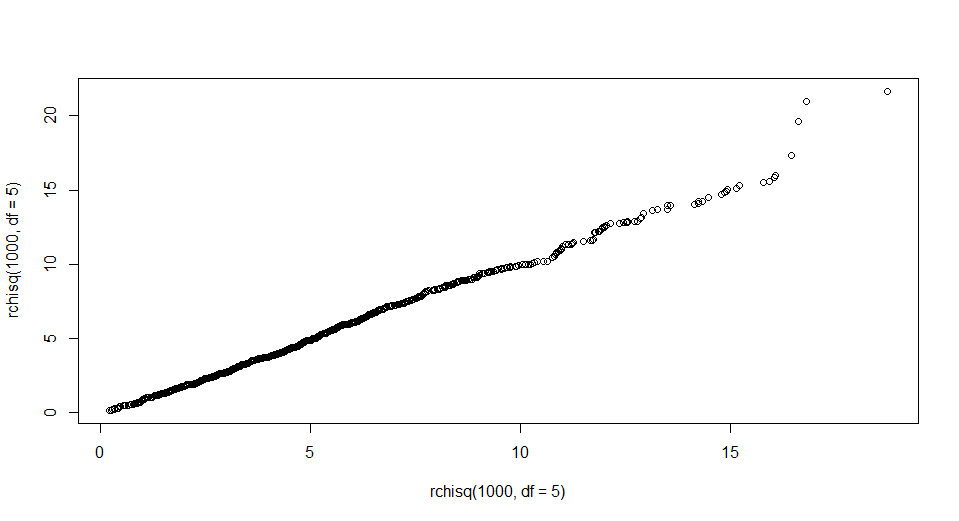 20
15
10
5
0
rchisq(1000, df = 5)
0 5 10 15
rchisq(1000, df = 5)